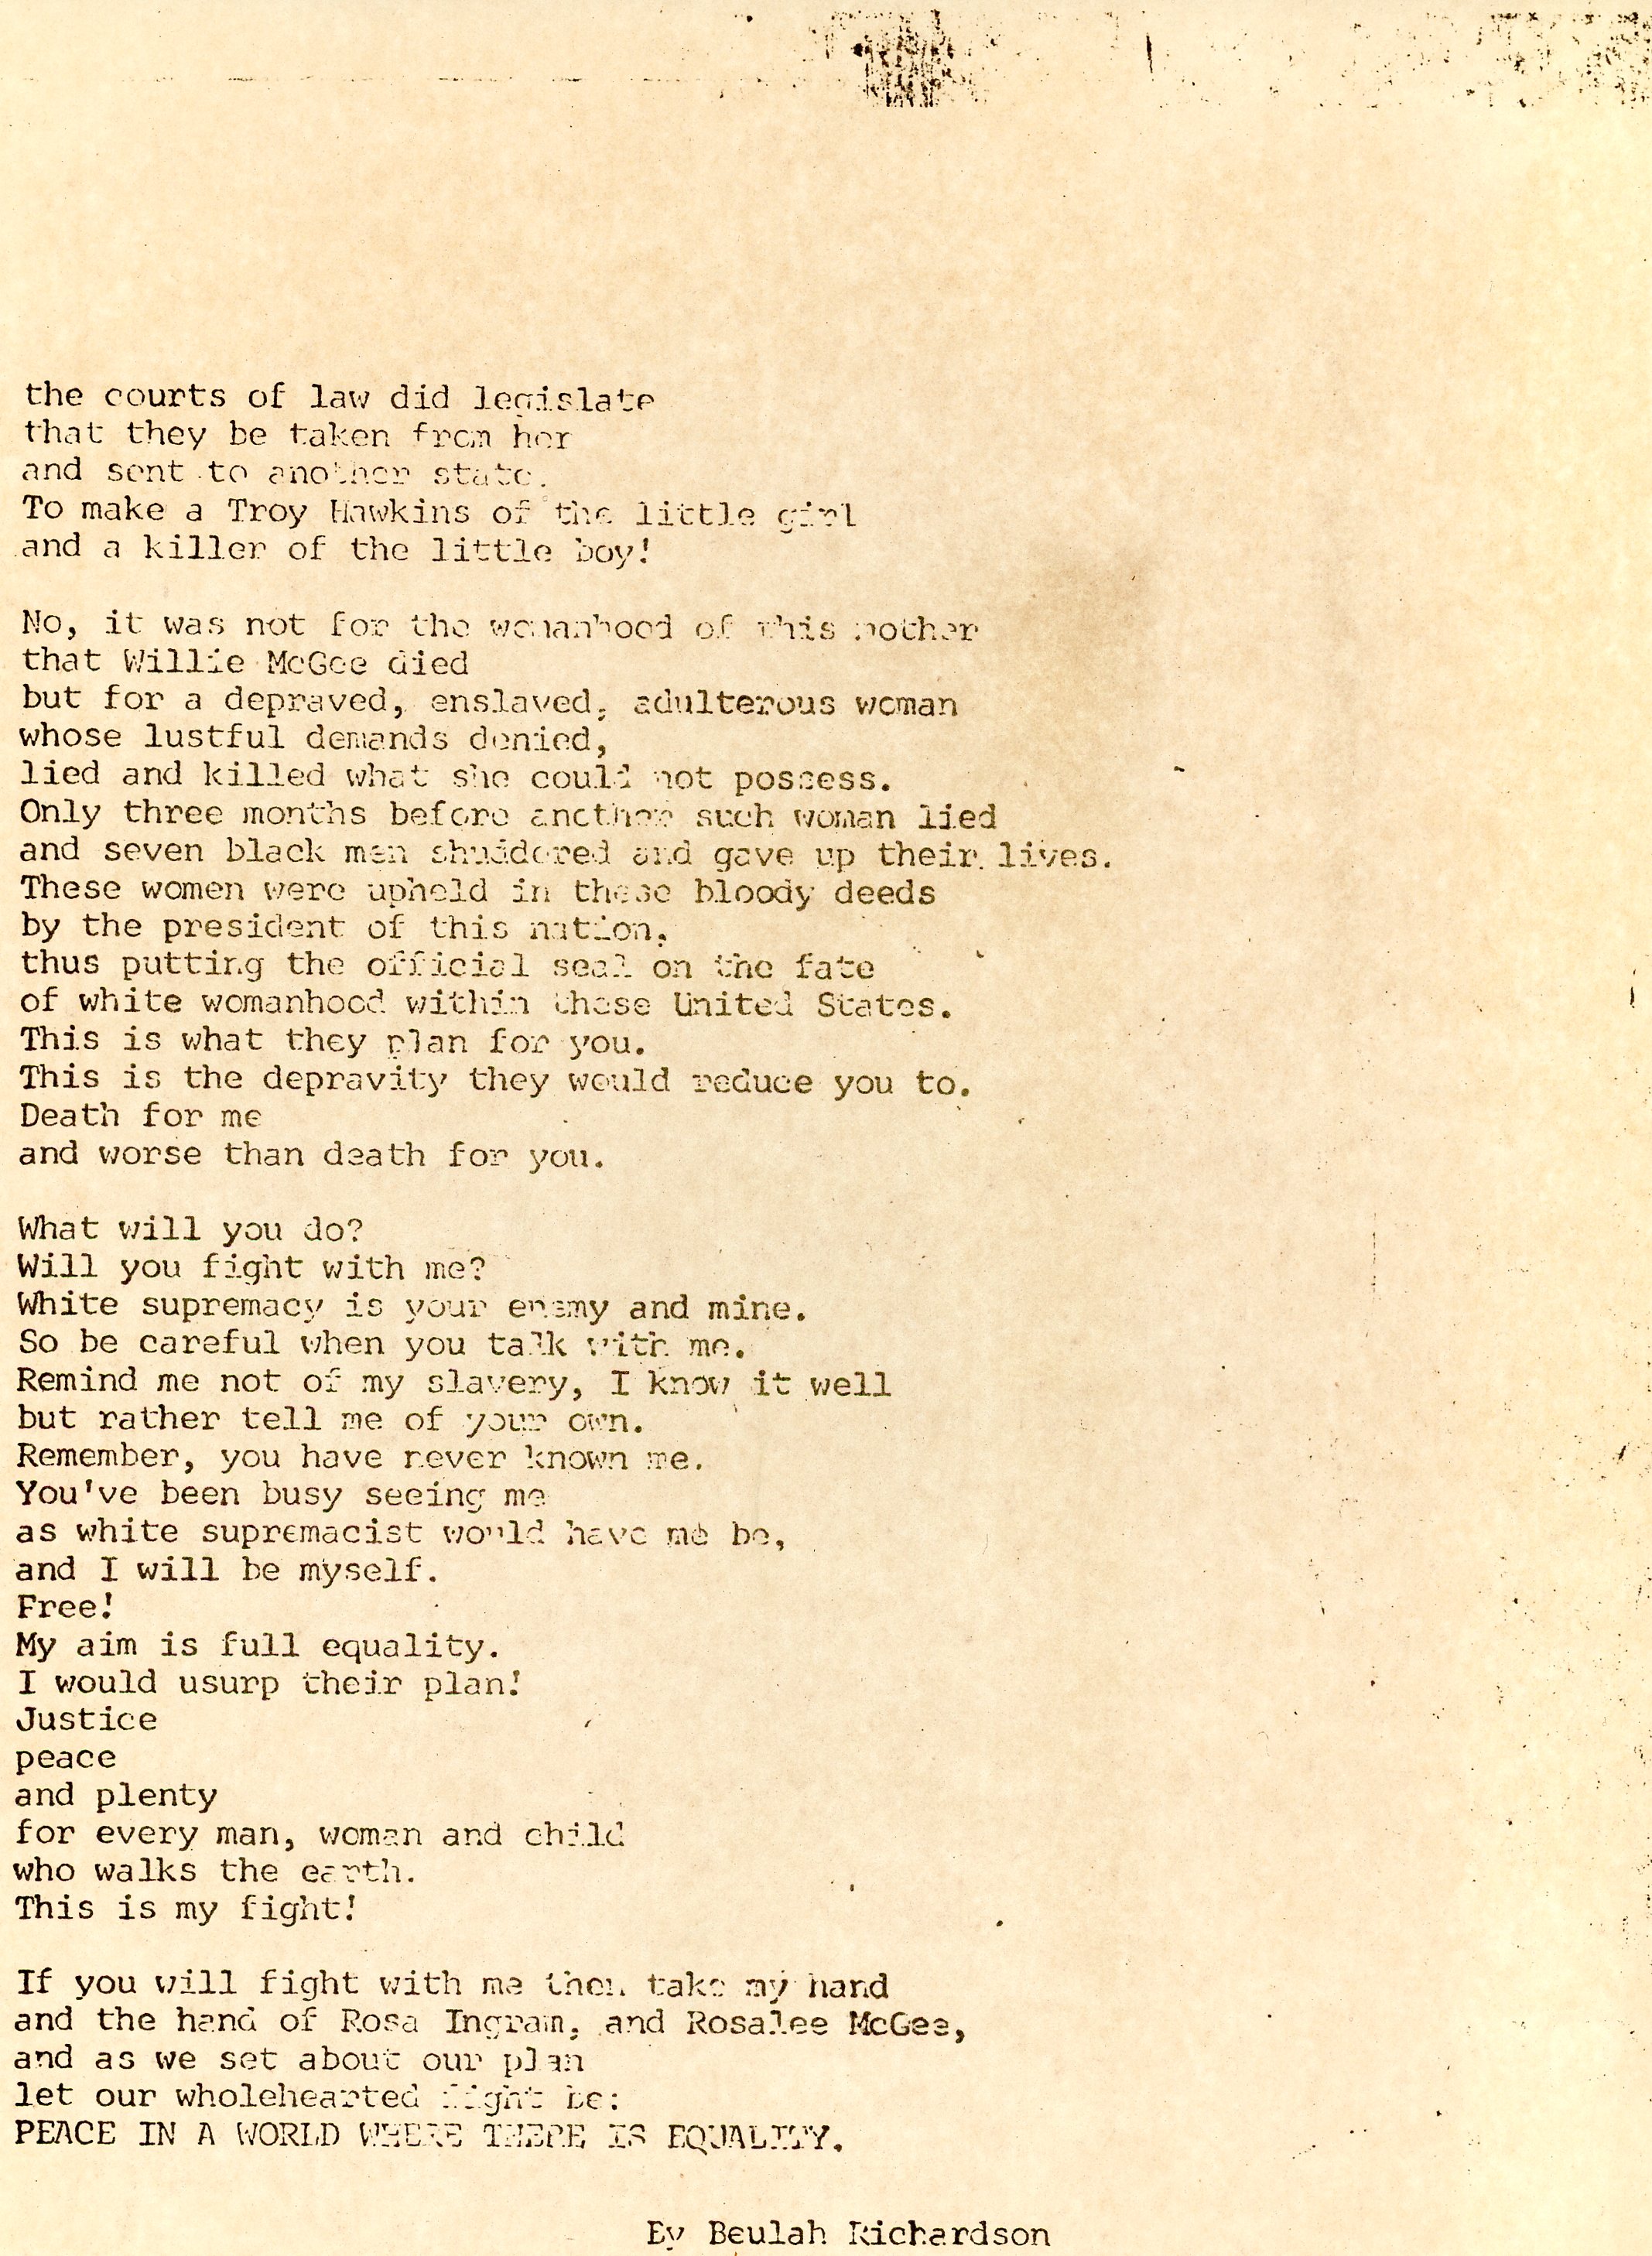 the courts of law did legislate
that they be taken from her
and sent to another state.
To make a Troy Hawkins of the little girl
and a killer of the little boy!
No, it was not for the womanhood of this mother
that Willie McGee died
but for a depraved, enslaved, adulterous woman
whose lustful demands denied,
lied and killed what she could not possess.
Only three months before another such woman lied
and seven black men shuddered and gave up their lives.
These women were upheld in these bloody deeds
by the president of this nation,
thus putting the official seal on the fate
of white womanhood within these United States.
This is what they plan for you.
This is the depravity they would reduce you to.
Death for me
and worse than death for you.
What will you do?
Will you fight with me?
White supremacy is your enemy and mine.
So be careful when you talk with me.
Remind me not of my slavery, I know it well
but rather tell me of your own.
Remember, you have never known me.
You've been busy seeing me
as white supremacist would have me be,
and I will be myself.
Free!
My aim is full equality.
I would usurp their plan!
Justice
peace
and plenty
for every man, woman and child
who walks the earth.
This is my fight!
If you will fight with me then take my hand
and the hand of Rosa Ingram, and Rosalee McGee,
and as we set about our plan
let our wholehearted fight be:
PEACE IN A WORLD WHERE THERE IS EQUALITY.
By Beulah Richardson